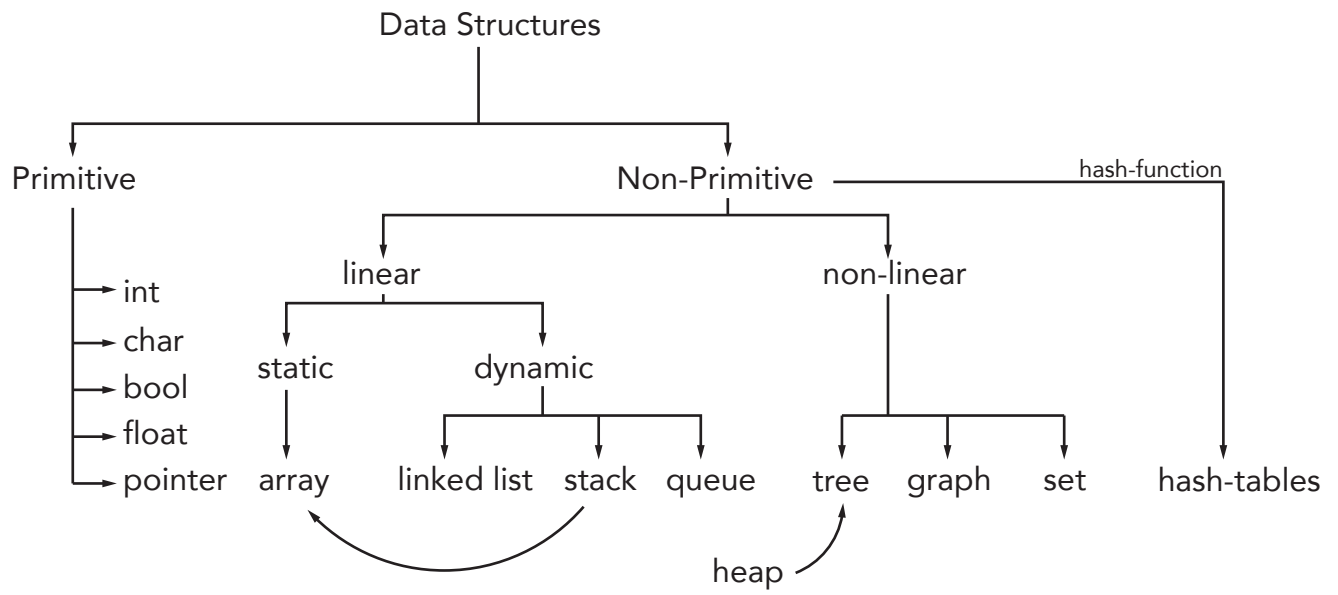 Data Structures
Primitive
Non-Primitive
hash-function
linear
non-linear
int
char
bool
float
pointer
static
dynamic
array
linked list
stack
queue
tree
graph
set
hash-tables
heap